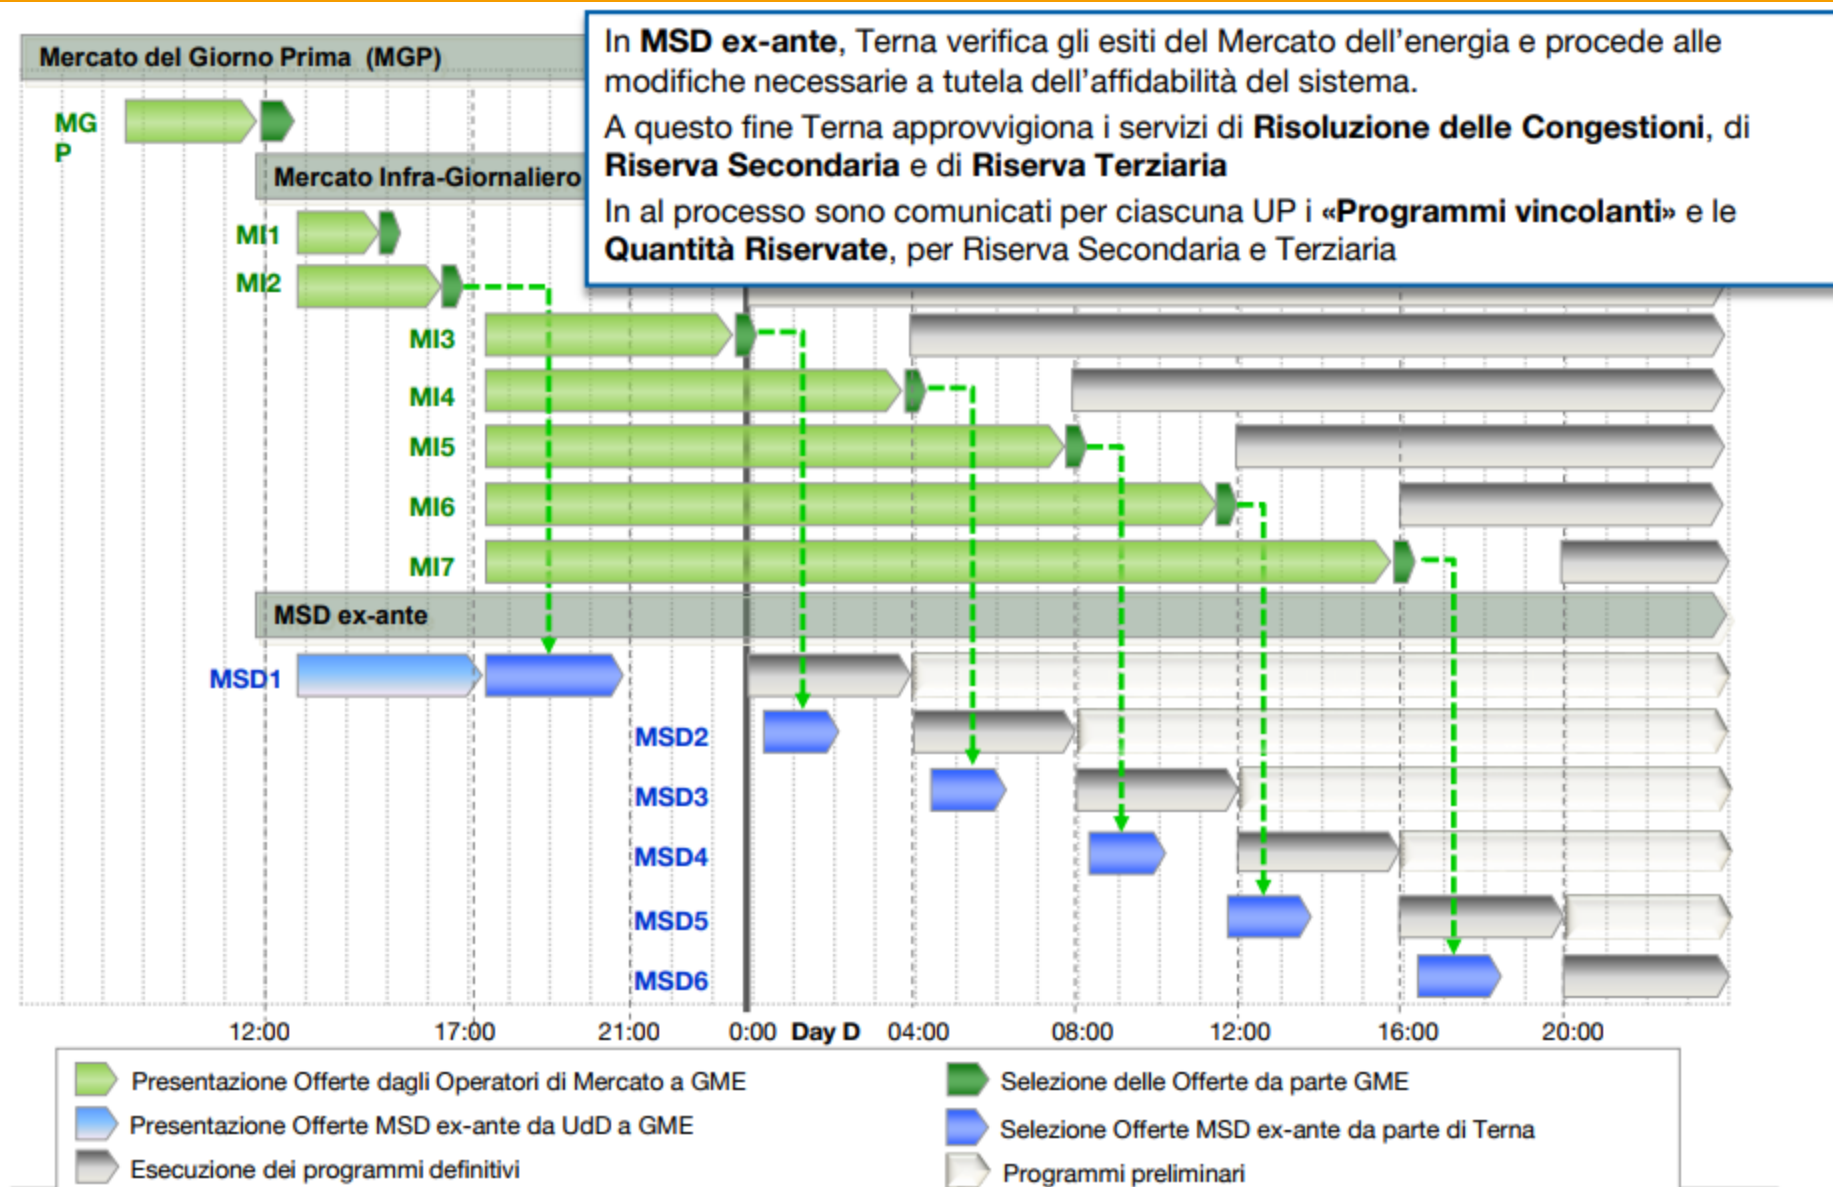 Mercato del Giorno Prima (MGP)
In MSD ex-ante, Terna verifica gli esiti del Mercato dell'energia e procede alle
modifiche necessarie a tutela dell'affidabilità del sistema.
A questo fine Terna approvvigiona i servizi di Risoluzione delle Congestioni, di
Riserva Secondaria e di Riserva Terziaria
In al processo sono comunicati per ciascuna UP i «Programmi vincolanti» e le
Quantità Riservate, per Riserva Secondaria e Terziaria
MG
P
Mercato Infra-Giornaliero
MI1
MI2
MI3
MI4
MI5
MI6
MI7
MSD ex-ante
MSD1
MSD2
MSD3
MSD4
MSD5
MSD6
12:00 17:00 21:00 0:00 Day D 04:00 08:00 12:00 16:00 20:00
Presentazione Offerte dagli Operatori di Mercato a GME
Selezione delle Offerte da parte GME
Presentazione Offerte MSD ex-ante da UdD a GME
Selezione Offerte MSD ex-ante da parte di Terna
Esecuzione dei programmi definitivi
Programmi preliminari